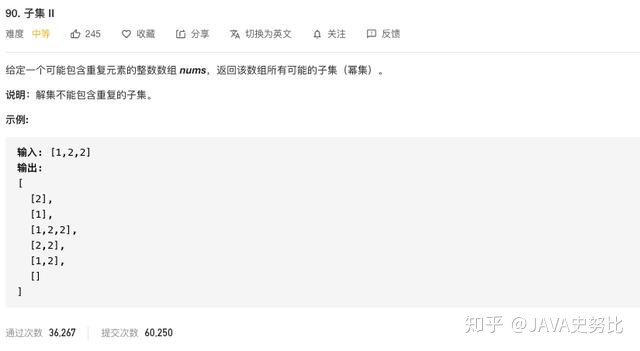 90. 子集 II
难度 中等 245 收藏 分享 切换为英文 关注 反馈
给定一个可能包含重复元素的整数数组 nums，返回该数组所有可能的子集（幂集）。
说明：解集不能包含重复的子集。
示例:
输入: [1,2,2]
输出:
[
[2],
[1],
[1,2,2],
[2,2],
[1,2],
[]
]
通过次数 36,267 提交次数 60,250
知乎 @JAVA史努比